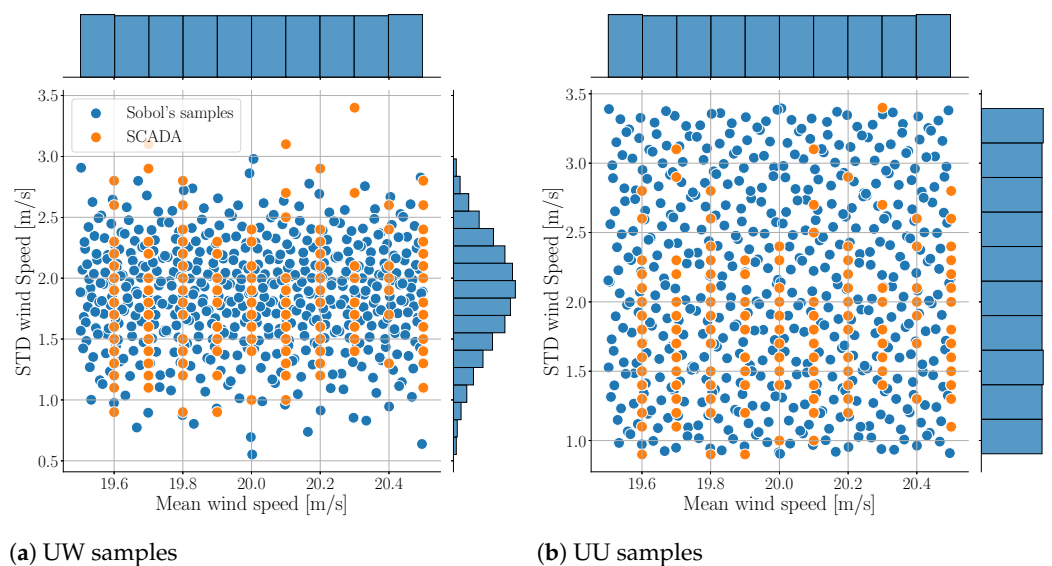 3.5
3.0
2.5
2.0
1.5
1.0
0.5
STD wind Speed [m/s]
Sobol's samples
SCADA
19.6 19.8 20.0 20.2 20.4
Mean wind speed [m/s]
(a) UW samples
3.5
3.0
2.5
2.0
1.5
1.0
STD wind Speed [m/s]
19.6 19.8 20.0 20.2 20.4
Mean wind speed [m/s]
(b) UU samples